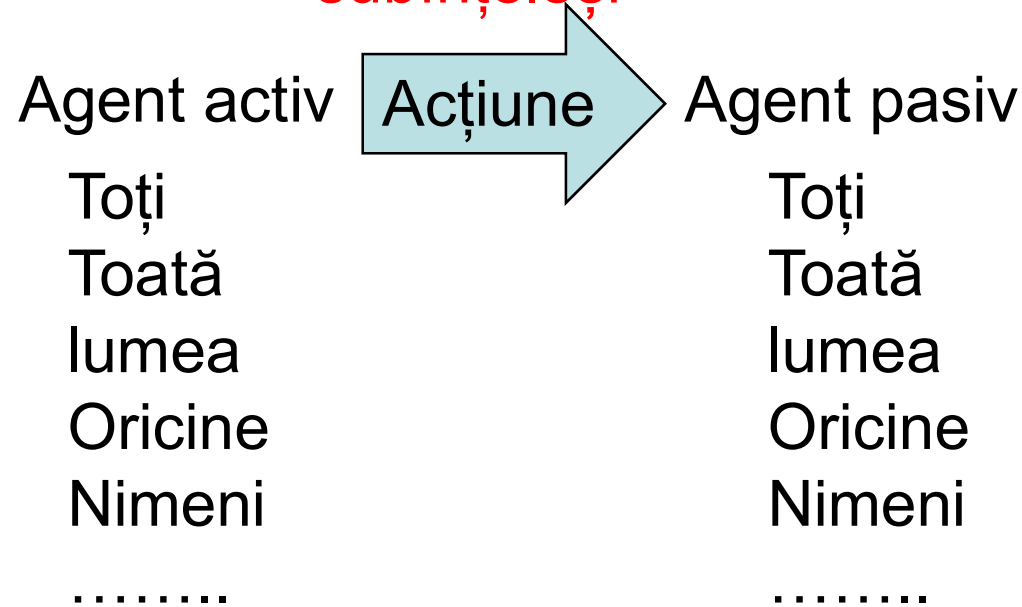 Agent activ Acțiune Agent pasiv
Toți Toți
Toată Toată
lumea lumea
Oricine Oricine
Nimeni Nimeni
…….. ……..